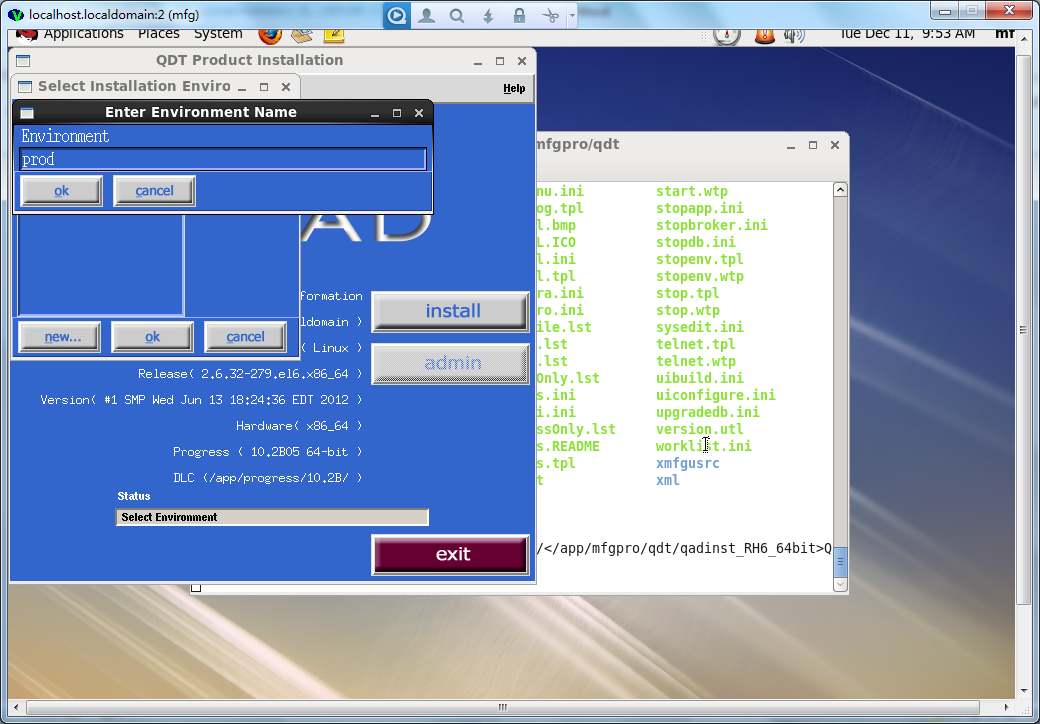 localhost.localdomain:2 (mfg)
Applications Places System
Tue Dec 11, 9:53 AM
mf
QDT Product Installation
Select Installation Enviro
Help
Enter Environment Name
Environment
prod
ok cancel
AD
new... ok cancel
formation
ldomain )
( Linux )
Release( 2.6.32-279.el6.x86_64 )
Version( #1 SMP Wed Jun 13 18:24:36 EDT 2012 )
Hardware( x86_64 )
Progress ( 10.2B05 64-bit )
DLC (/app/progress/10.2B/ )
install
admin
Status
Select Environment
exit
mfgpro/qdt
nu.ini start.wtp
og.tpl stopapp.ini
l.bmp stopbroker.ini
L.ICO stopdb.ini
l.ini stopenv.tpl
l.tpl stopenv.wtp
ra.ini stop.tpl
ro.ini stop.wtp
ile.lst sysedit.ini
.lst telnet.tpl
.lst telnet.wtp
Only.lst uibuild.ini
s.ini uiconfigure.ini
i.ini upgradedb.ini
ssOnly.lst version.utl
s.README worklist.ini
s.tpl xmfgusrc
t xml
/</app/mfgpro/qdt/qadinst_RH6_64bit>Q